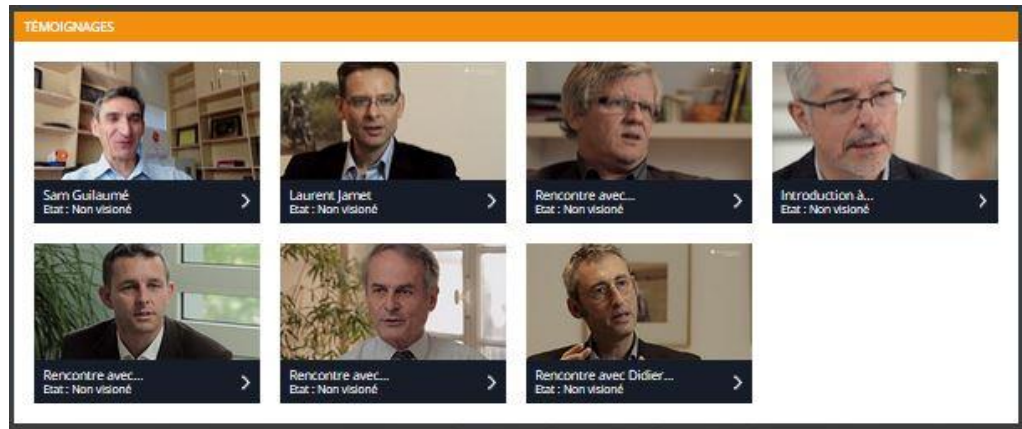 TÉMOIGNAGES
Sam Guilaumé
Etat : Non visioné
Laurent Jamet
Etat : Non visioné
Rencontre avec...
Etat : Non visioné
Introduction à...
Etat : Non visioné
Rencontre avec...
Etat : Non visioné
Rencontre avec...
Etat : Non visioné
Rencontre avec Didier...
Etat : Non visioné